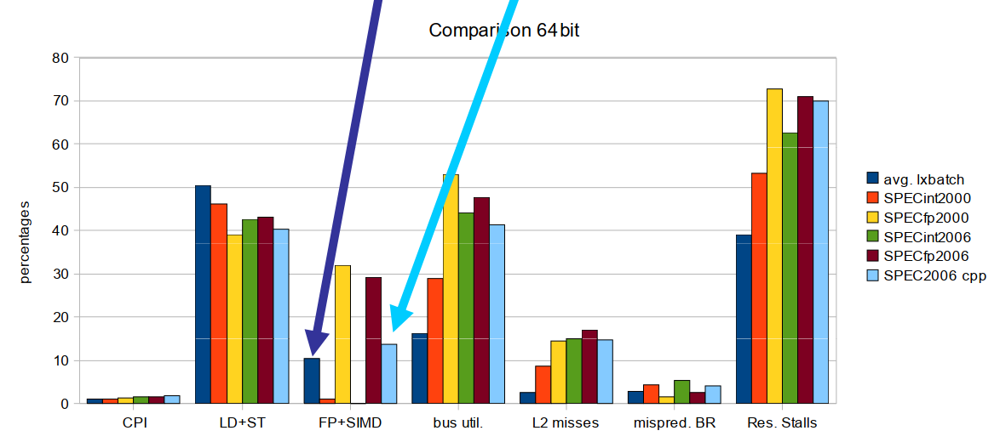 Comparison 64bit
percentages
80
70
60
50
40
30
20
10
0
CPI
LD+ST
FP+SIMD
bus util.
L2 misses
mispred. BR
Res. Stalls
avg. lxbatch
SPECint2000
SPECfp2000
SPECint2006
SPECfp2006
SPEC2006 cpp